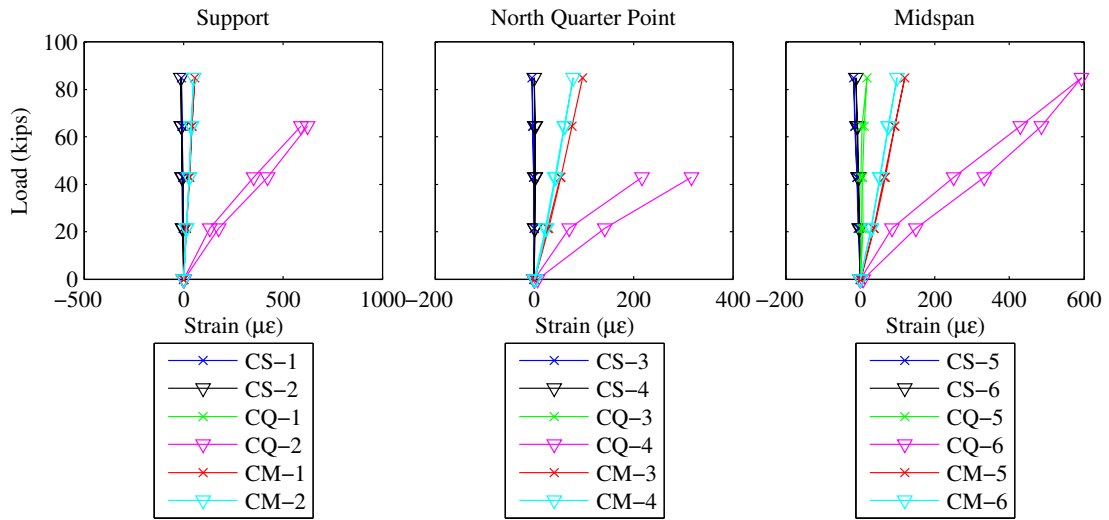 Support
North Quarter Point
Midspan
Load (kips)
100
80
60
40
20
0
−500 0 500 1000
−200 0 200 400
−200 0 200 400 600
Strain (με)
Strain (με)
Strain (με)
CS−1
CS−2
CQ−1
CQ−2
CM−1
CM−2
CS−3
CS−4
CQ−3
CQ−4
CM−3
CM−4
CS−5
CS−6
CQ−5
CQ−6
CM−5
CM−6